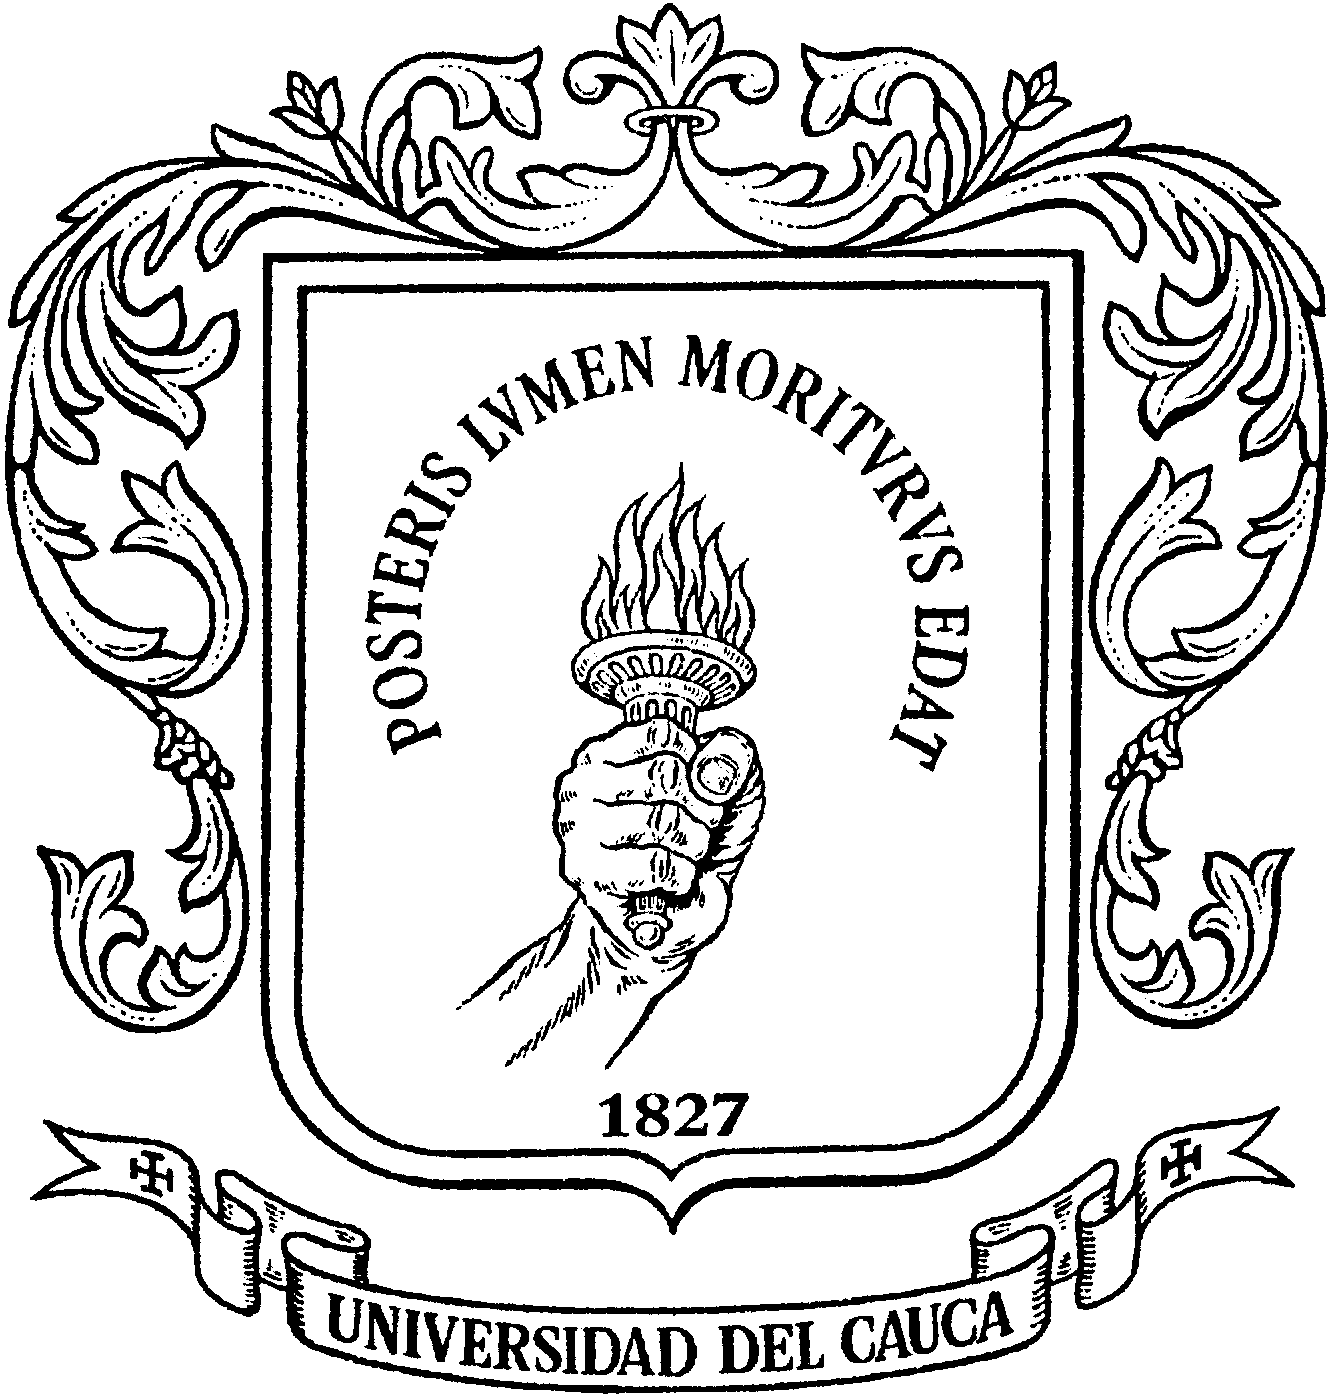 POSTERIS LVMEN MORITVRVS EDAT
1827
UNIVERSIDAD DEL CAUCA